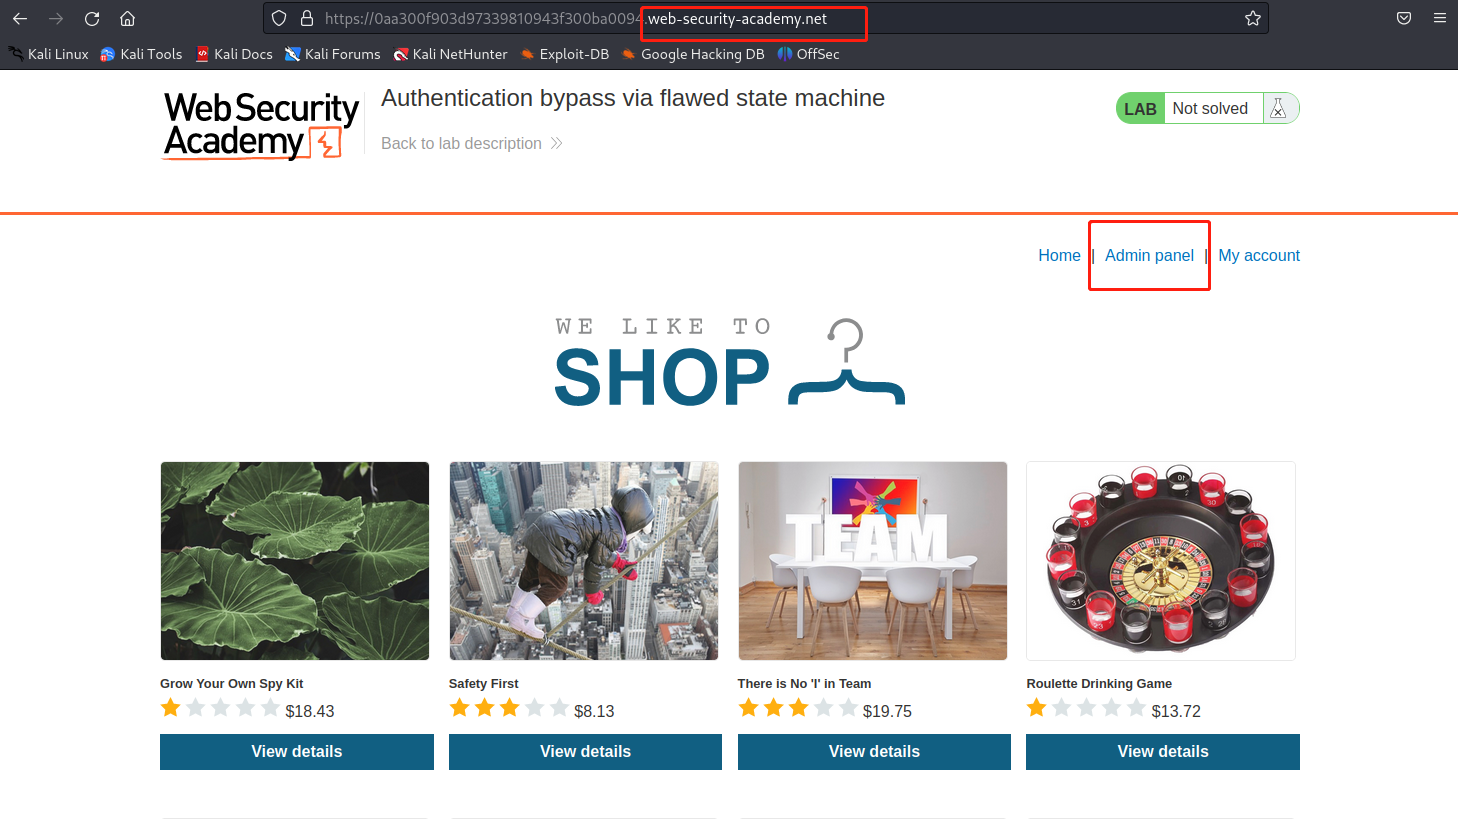 https://0aa300f903d97339810943f300ba0094.web-security-academy.net
Kali Linux Kali Tools Kali Docs Kali Forums Kali NetHunter Exploit-DB Google Hacking DB OffSec
Web Security
Academy
Authentication bypass via flawed state machine
Back to lab description
LAB Not solved
Home | Admin panel | My account
WE LIKE TO
SHOP
TEAM
Grow Your Own Spy Kit
$18.43
View details
Safety First
$8.13
View details
There is No 'I' in Team
$19.75
View details
Roulette Drinking Game
$13.72
View details